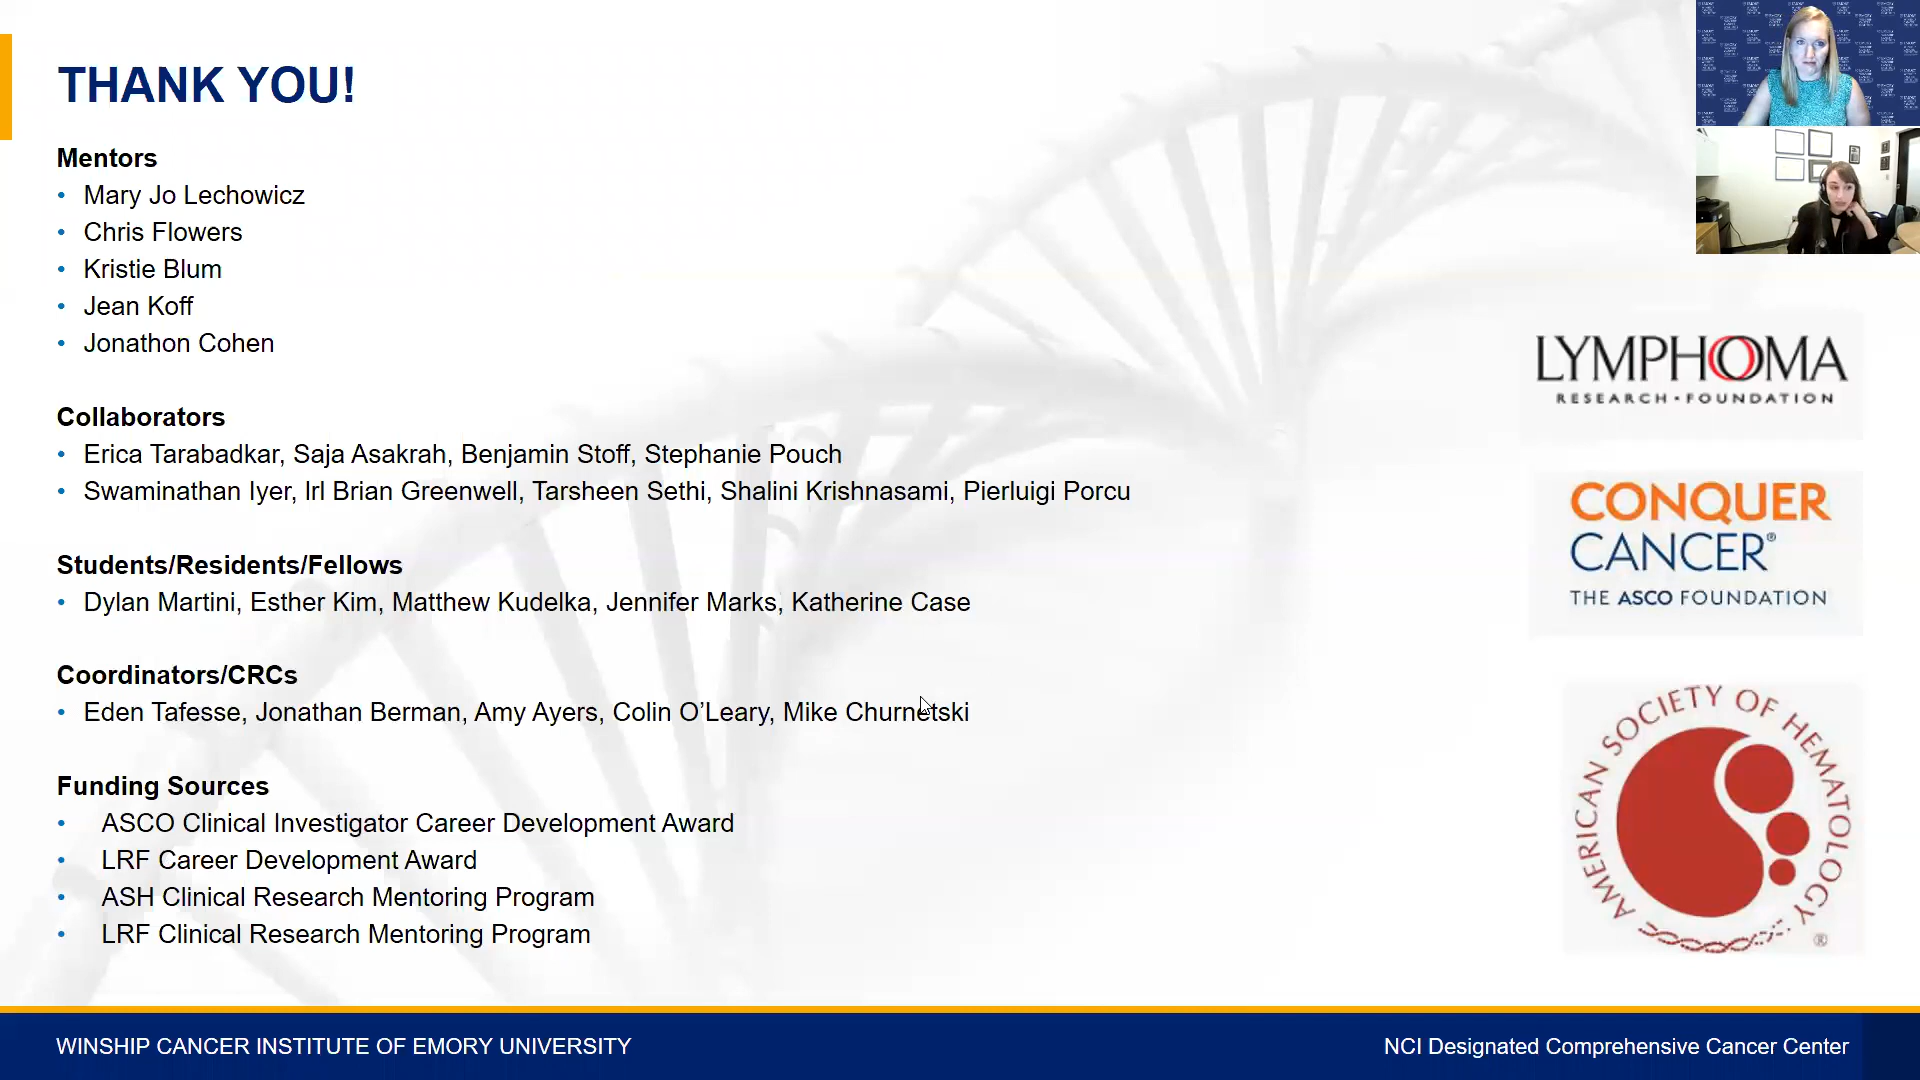 THANK YOU!
Mentors
• Mary Jo Lechowicz
• Chris Flowers
• Kristie Blum
• Jean Koff
• Jonathon Cohen
Collaborators
• Erica Tarabadkar, Saja Asakrah, Benjamin Stoff, Stephanie Pouch
• Swaminathan Iyer, Irl Brian Greenwell, Tarsheen Sethi, Shalini Krishnasami, Pierluigi Porcu
Students/Residents/Fellows
• Dylan Martini, Esther Kim, Matthew Kudelka, Jennifer Marks, Katherine Case
Coordinators/CRCs
• Eden Tafesse, Jonathan Berman, Amy Ayers, Colin O’Leary, Mike Churnetski
Funding Sources
• ASCO Clinical Investigator Career Development Award
• LRF Career Development Award
• ASH Clinical Research Mentoring Program
• LRF Clinical Research Mentoring Program
LYMPHOMA
RESEARCH • FOUNDATION
CONQUER
CANCER®
THE ASCO FOUNDATION
AMERICAN SOCIETY OF HEMATOLOGY
®
WINSHIP CANCER INSTITUTE OF EMORY UNIVERSITY
NCI Designated Comprehensive Cancer Center